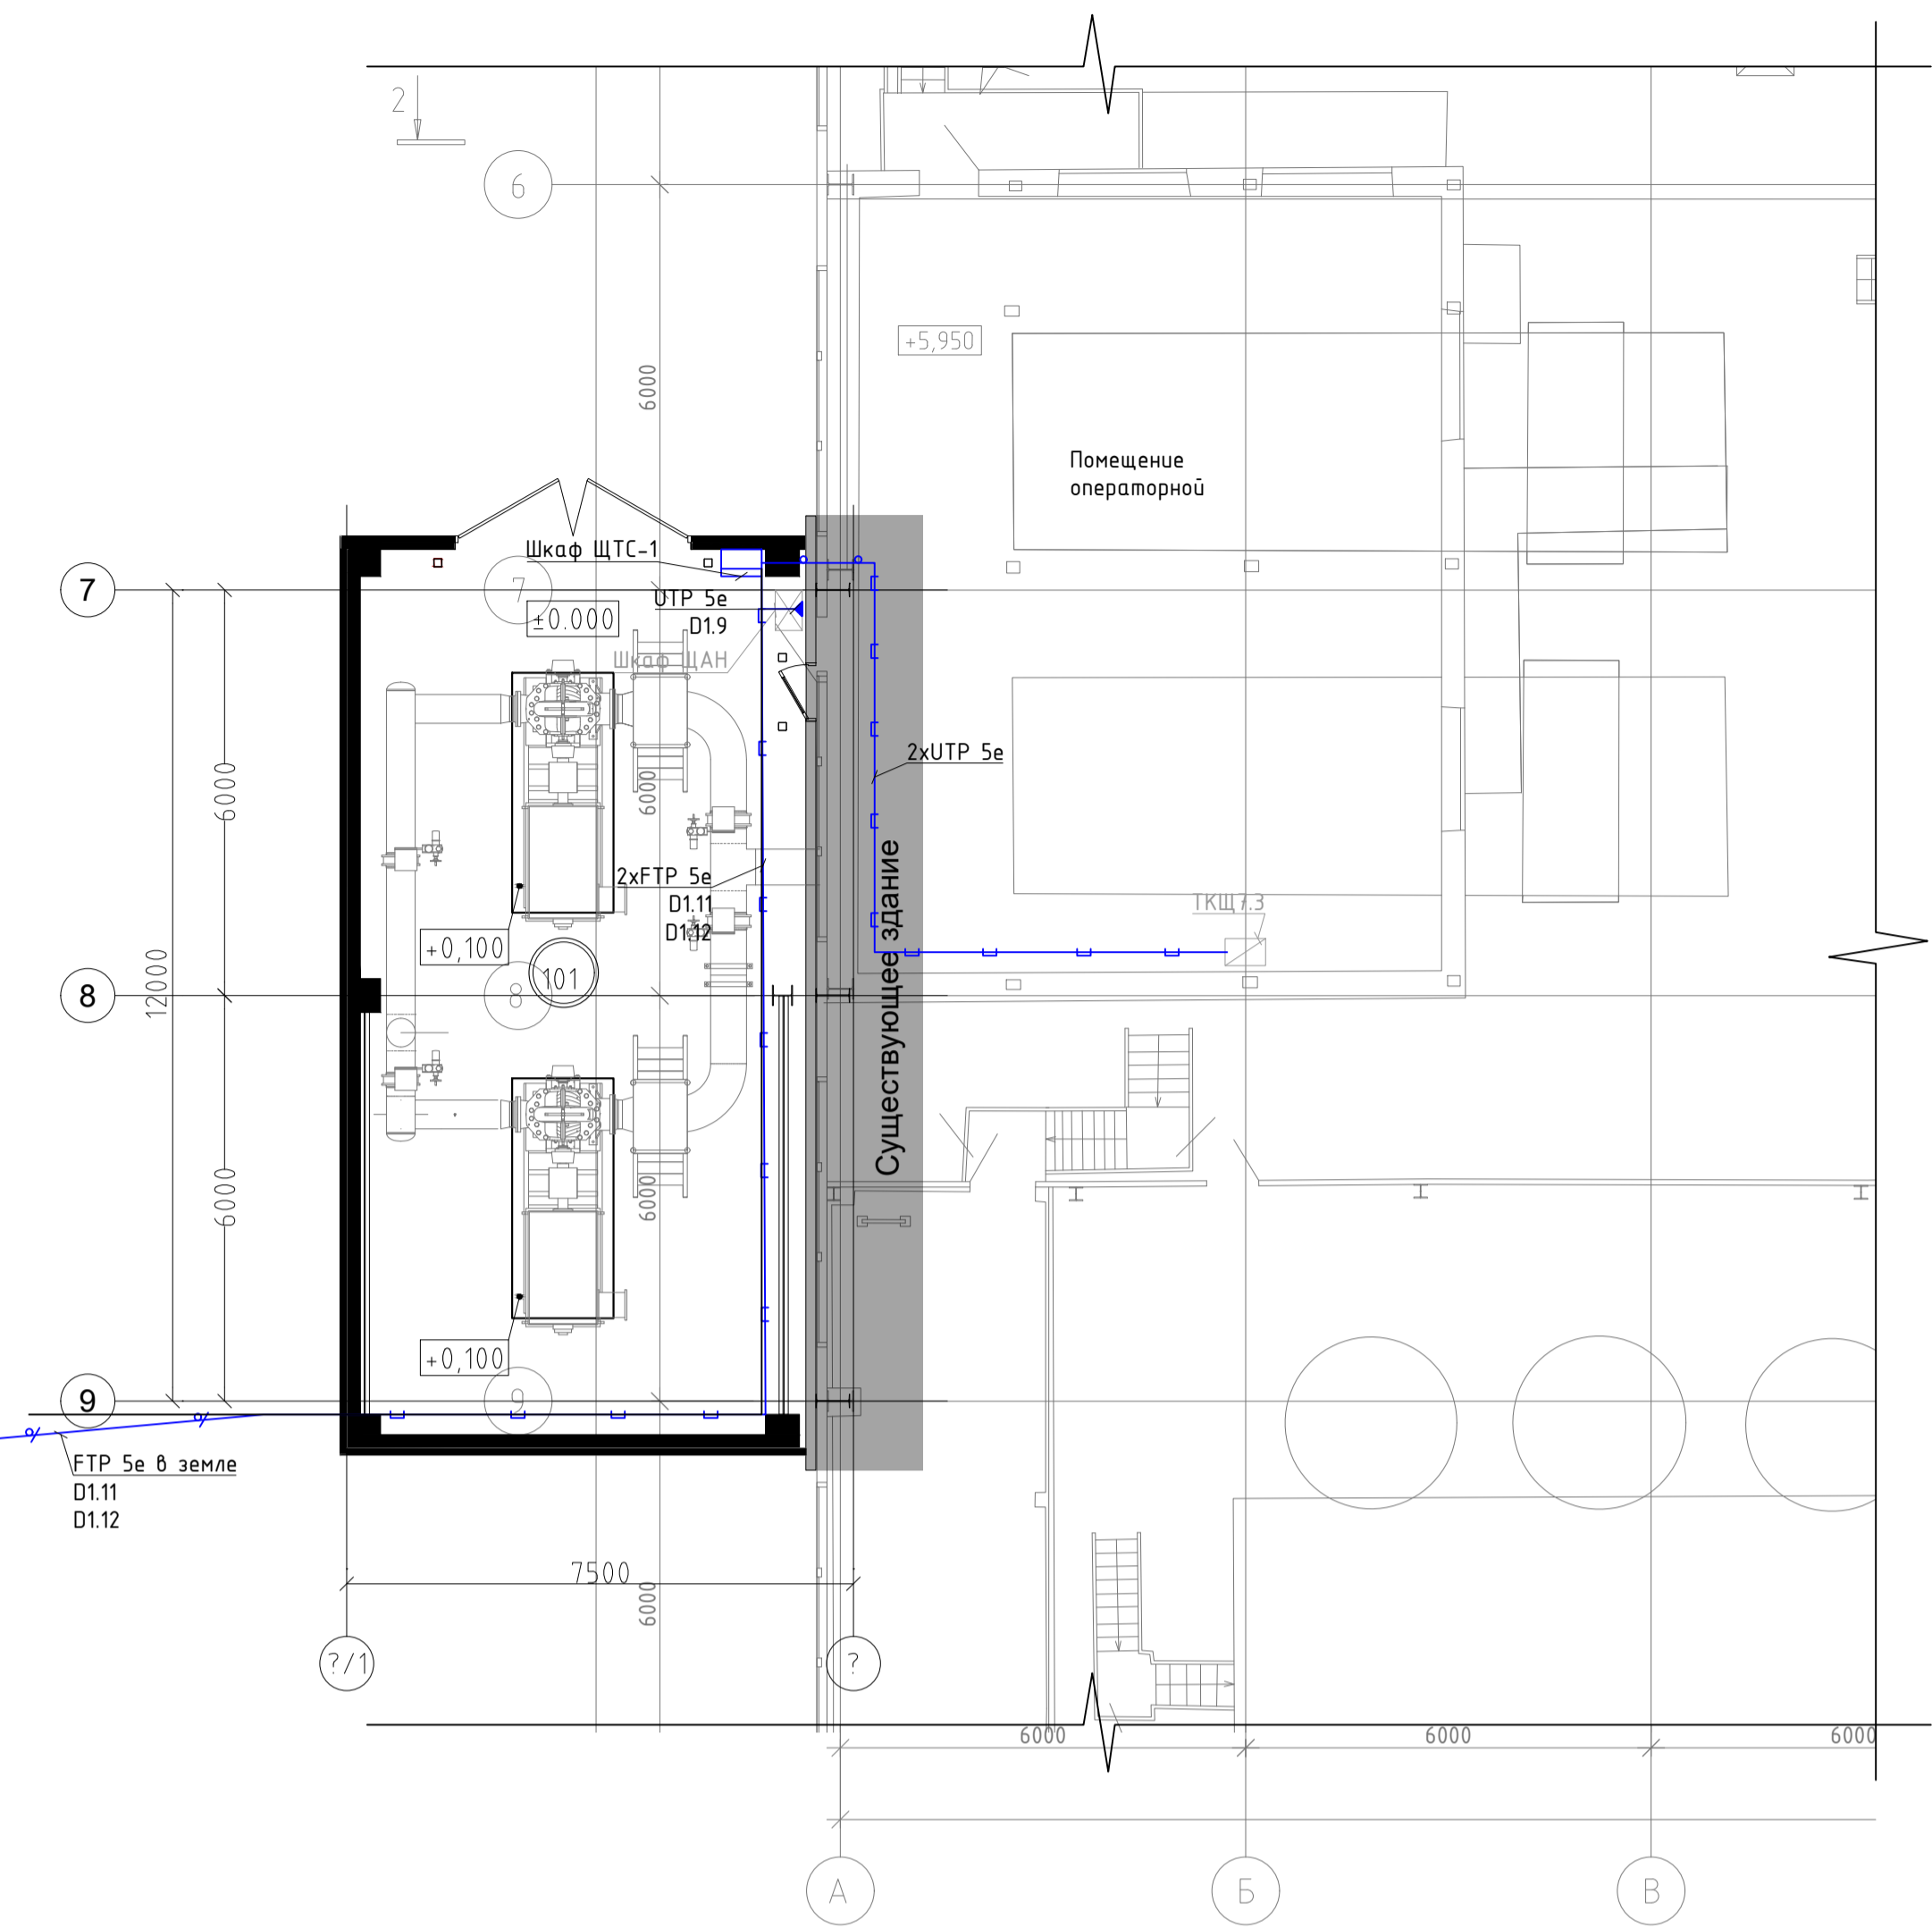 2
6
6000
+5,950
Помещение
операторной
Шкаф ЩТС-1
7
7
±0.000
UTP 5e
D1.9
Шкаф ЩАН
2xUTP 5e
6000
6000
2xFTP 5e
D1.11
D1.12
Существующее здание
ТКЩ7.3
+0,100
12000
101
8
8
6000
6000
+0,100
9
9
FTP 5e в земле
D1.11
D1.12
7500
6000
?/1
?
6000
6000
6000
А
Б
В